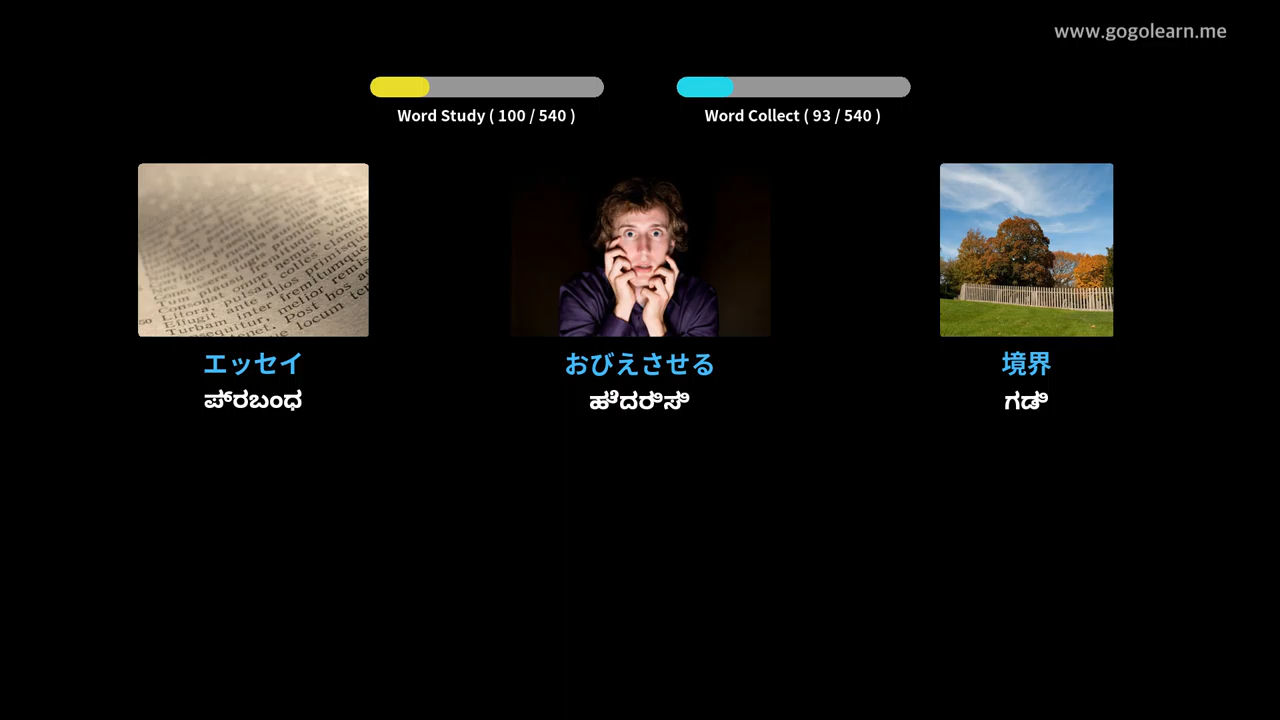 www.gogolearn.me
Word Study ( 100 / 540 )
Word Collect ( 93 / 540 )
エッセイ
おびえさせる
境界
ಪ್ರಬಂಧ
ಹೆದರಿಸಿ
ಗಡಿ